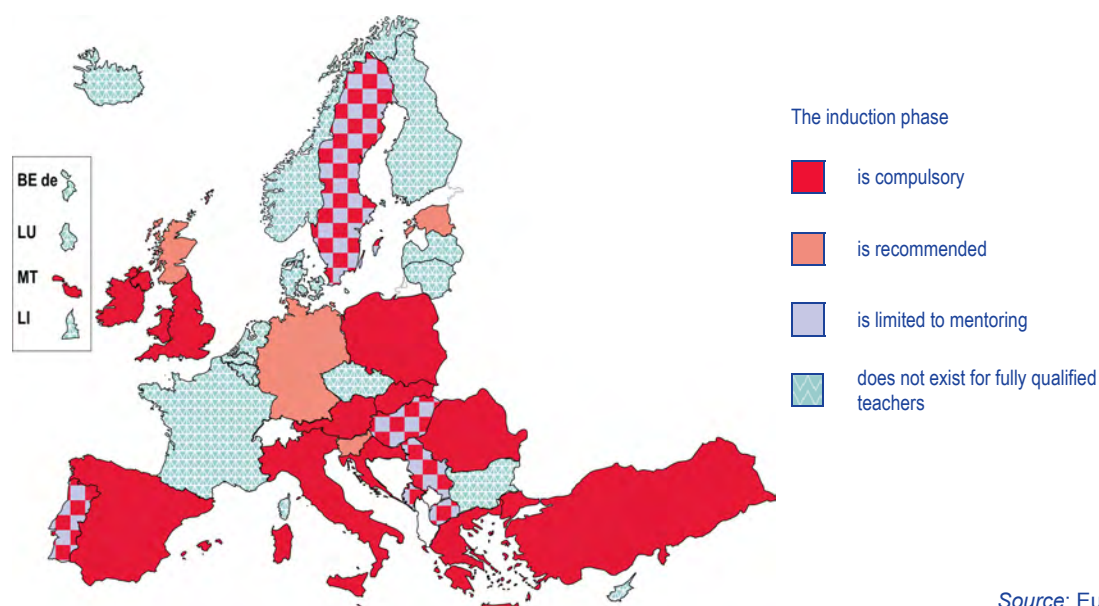 BE de
LU
MT
LI
The induction phase
is compulsory
is recommended
is limited to mentoring
does not exist for fully qualified
teachers
Source: Eu